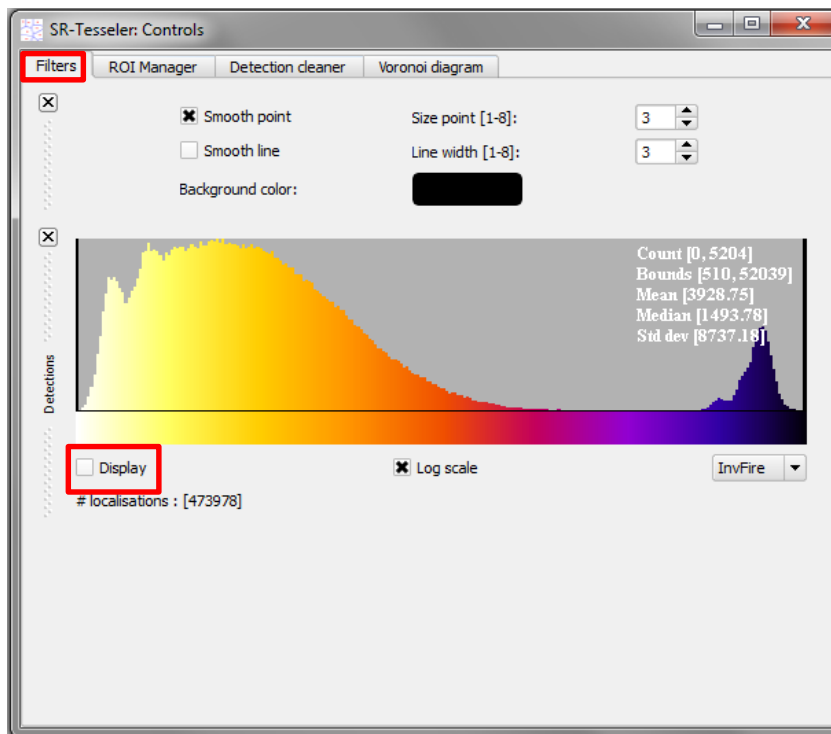 SR-Tesseler: Controls
Filters ROI Manager Detection cleaner Voronoi diagram
Smooth point Size point [1-8]: 3
Smooth line Line width [1-8]: 3
Background color:
Count [0, 5204]
Bounds [510, 52039]
Mean [3928.75]
Median [1493.78]
Std dev [8737.18]
Detections
Display Log scale InvFire
# localisations : [473978]